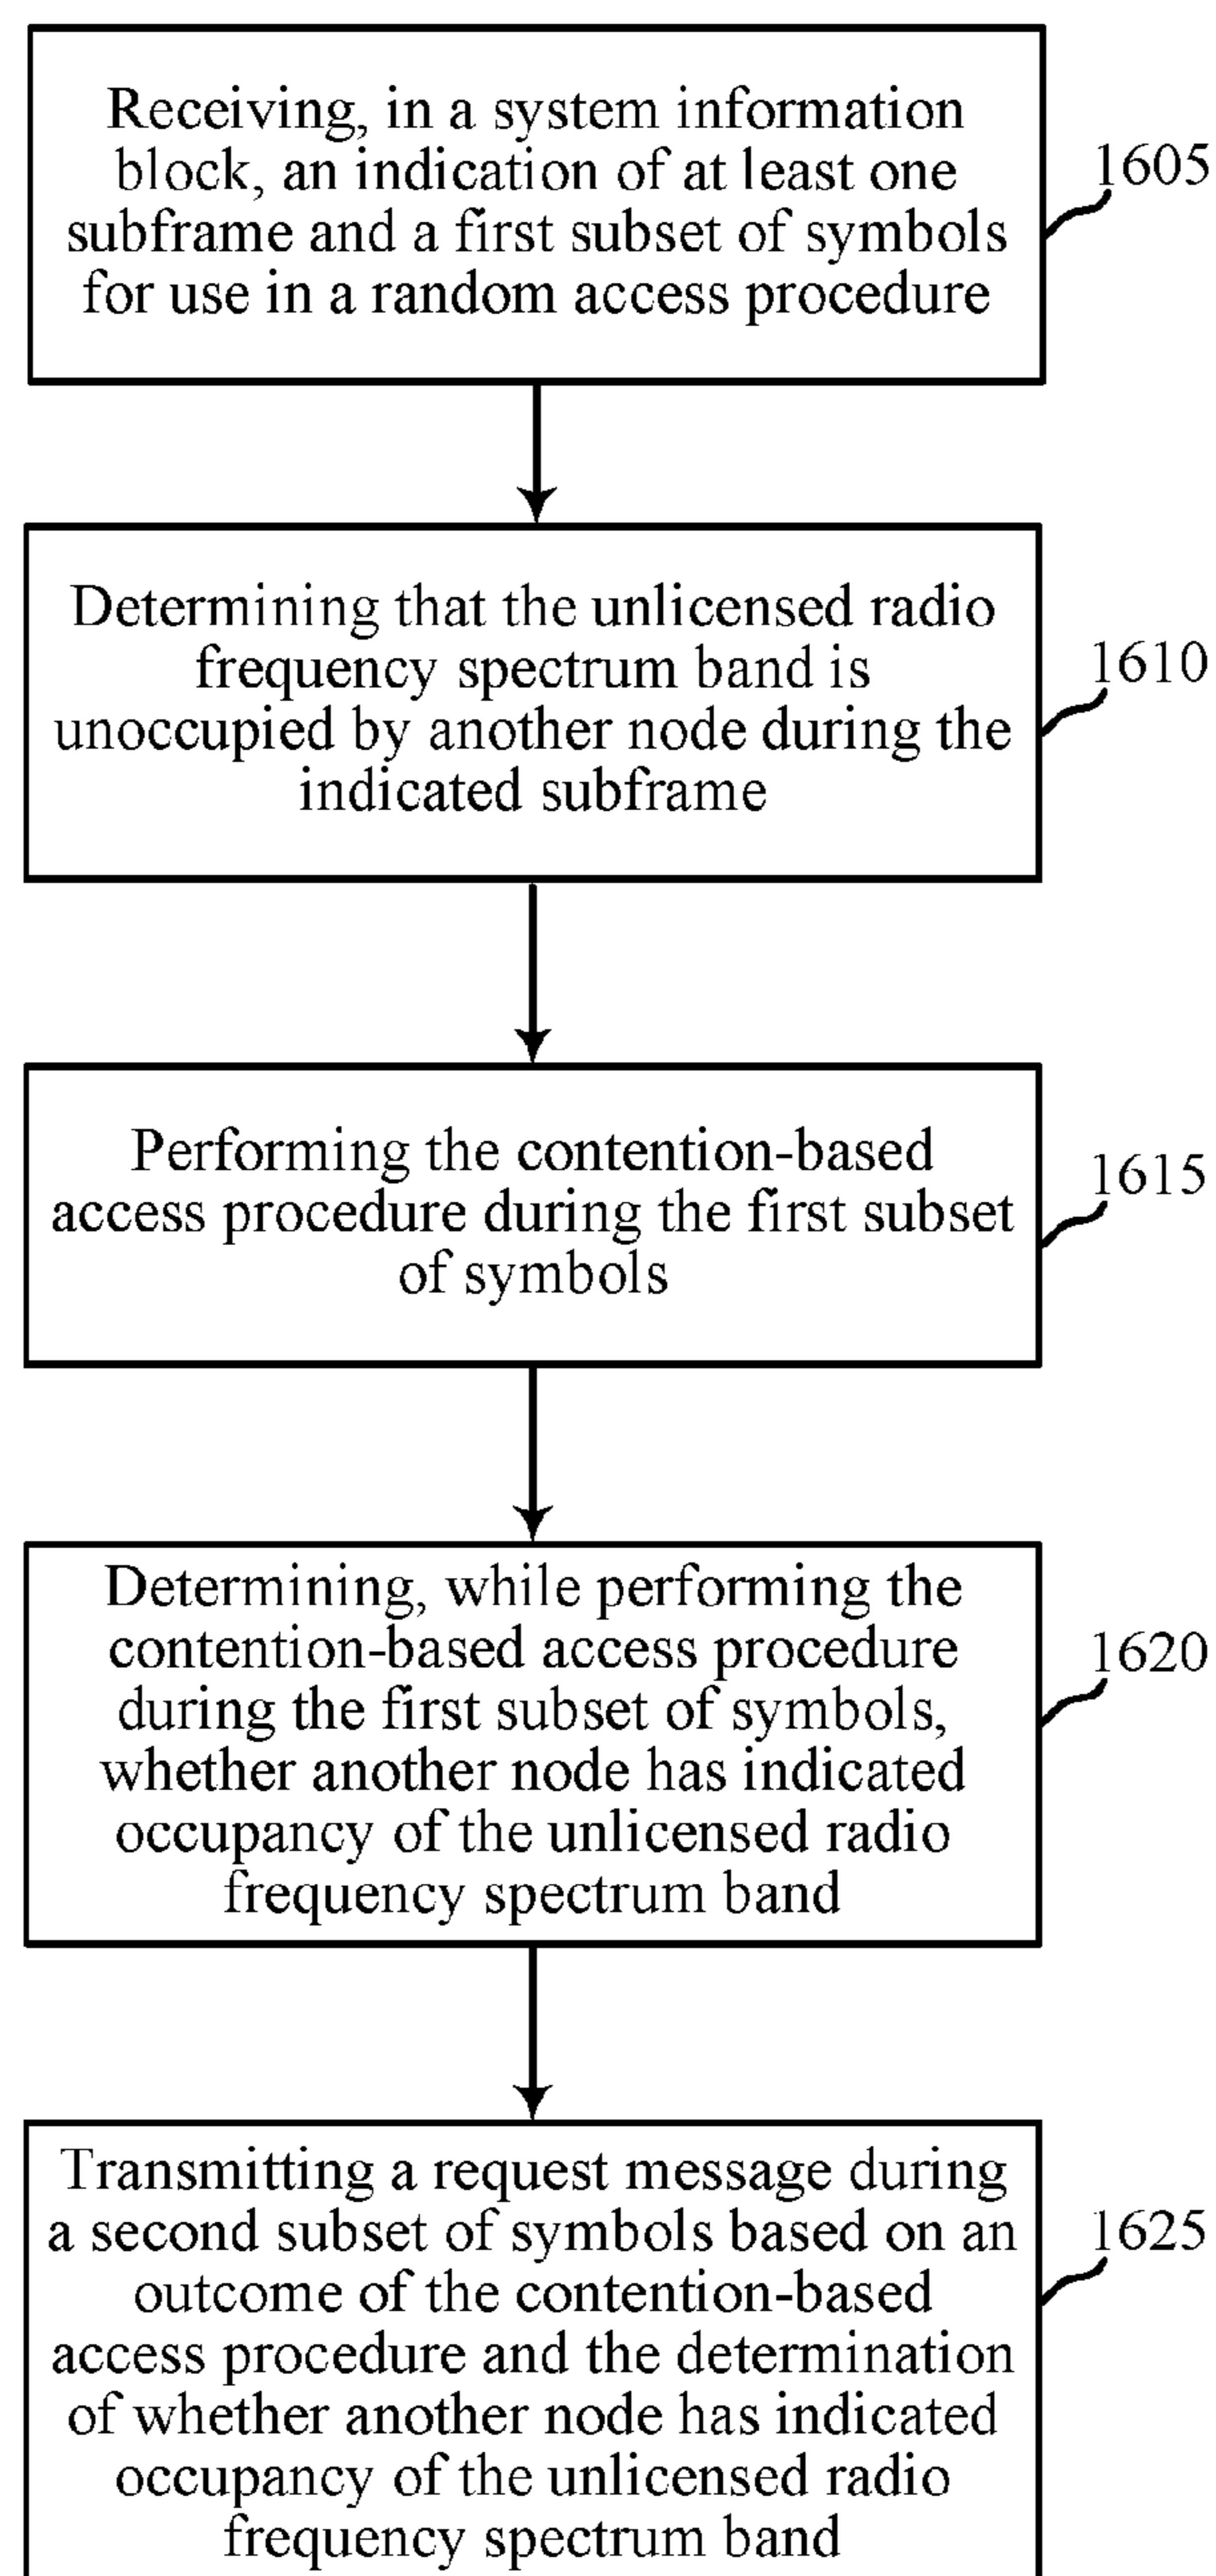 Receiving, in a system information
block, an indication of at least one
subframe and a first subset of symbols
for use in a random access procedure
1605
Determining that the unlicensed radio
frequency spectrum band is
unoccupied by another node during the
indicated subframe
1610
Performing the contention-based
access procedure during the first subset
of symbols
1615
Determining, while performing the
contention-based access procedure
during the first subset of symbols,
whether another node has indicated
occupancy of the unlicensed radio
frequency spectrum band
1620
Transmitting a request message during
a second subset of symbols based on an
outcome of the contention-based
access procedure and the determination
of whether another node has indicated
occupancy of the unlicensed radio
frequency spectrum band
1625